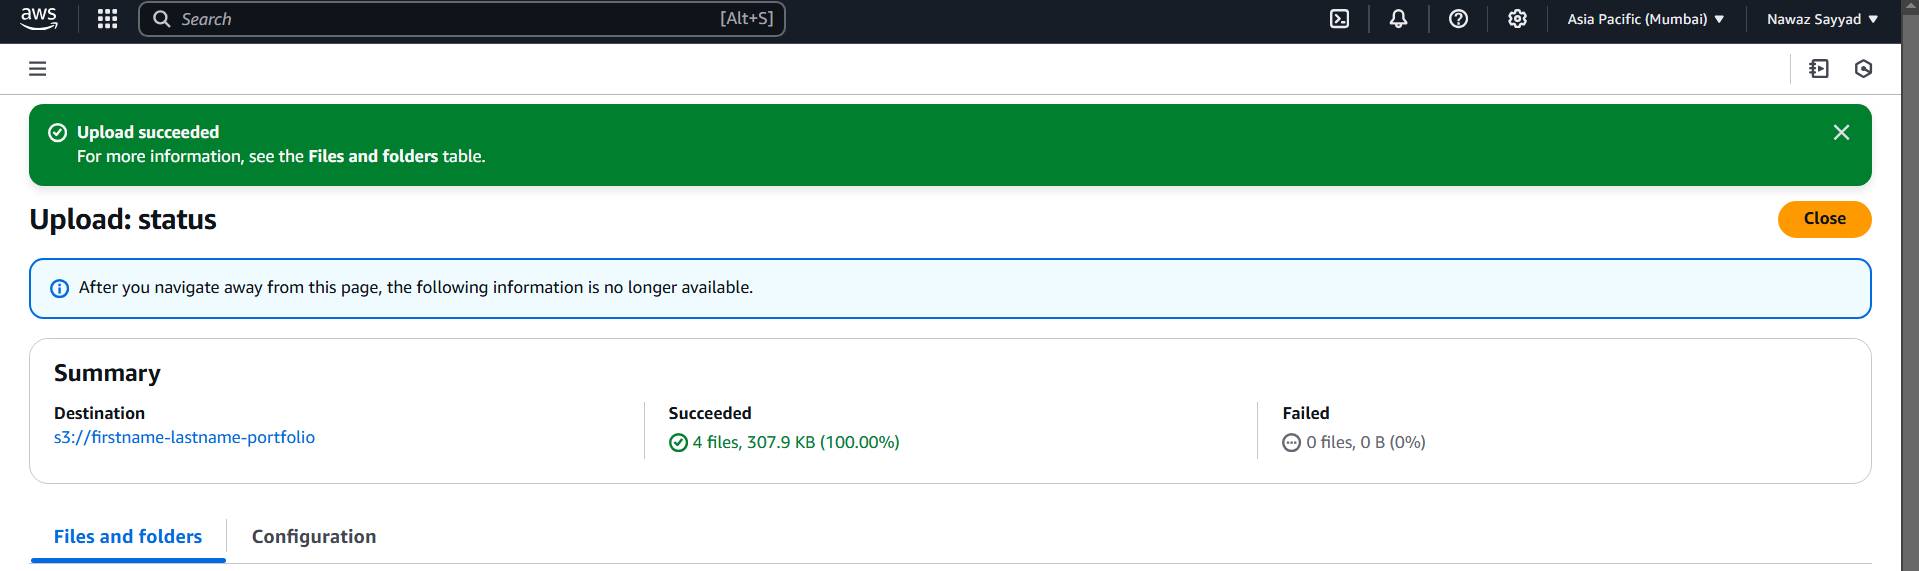 aws
Search [Alt+S]
Asia Pacific (Mumbai) ▼
Nawaz Sayyad ▼
Upload succeeded
For more information, see the Files and folders table.
Upload: status
Close
After you navigate away from this page, the following information is no longer available.
Summary
Destination
s3://firstname-lastname-portfolio
Succeeded
4 files, 307.9 KB (100.00%)
Failed
0 files, 0 B (0%)
Files and folders
Configuration